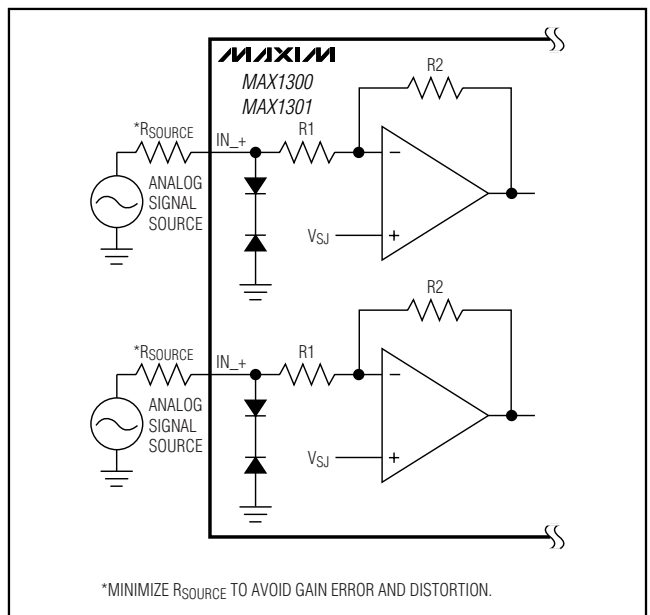 MAXIM
MAX1300
MAX1301
R2
*RSOURCE
IN_+
R1
−
ANALOG
SIGNAL
SOURCE
VSJ
+
R2
*RSOURCE
IN_+
R1
−
ANALOG
SIGNAL
SOURCE
VSJ
+
*MINIMIZE RSOURCE TO AVOID GAIN ERROR AND DISTORTION.